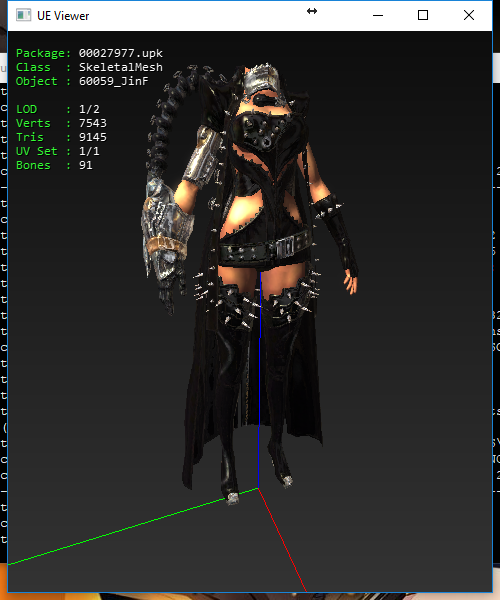 UE Viewer
Package: 00027977.upk
Class : SkeletalMesh
Object : 60059_JinF
LOD : 1/2
Verts : 7543
Tris : 9145
UV Set : 1/1
Bones : 91